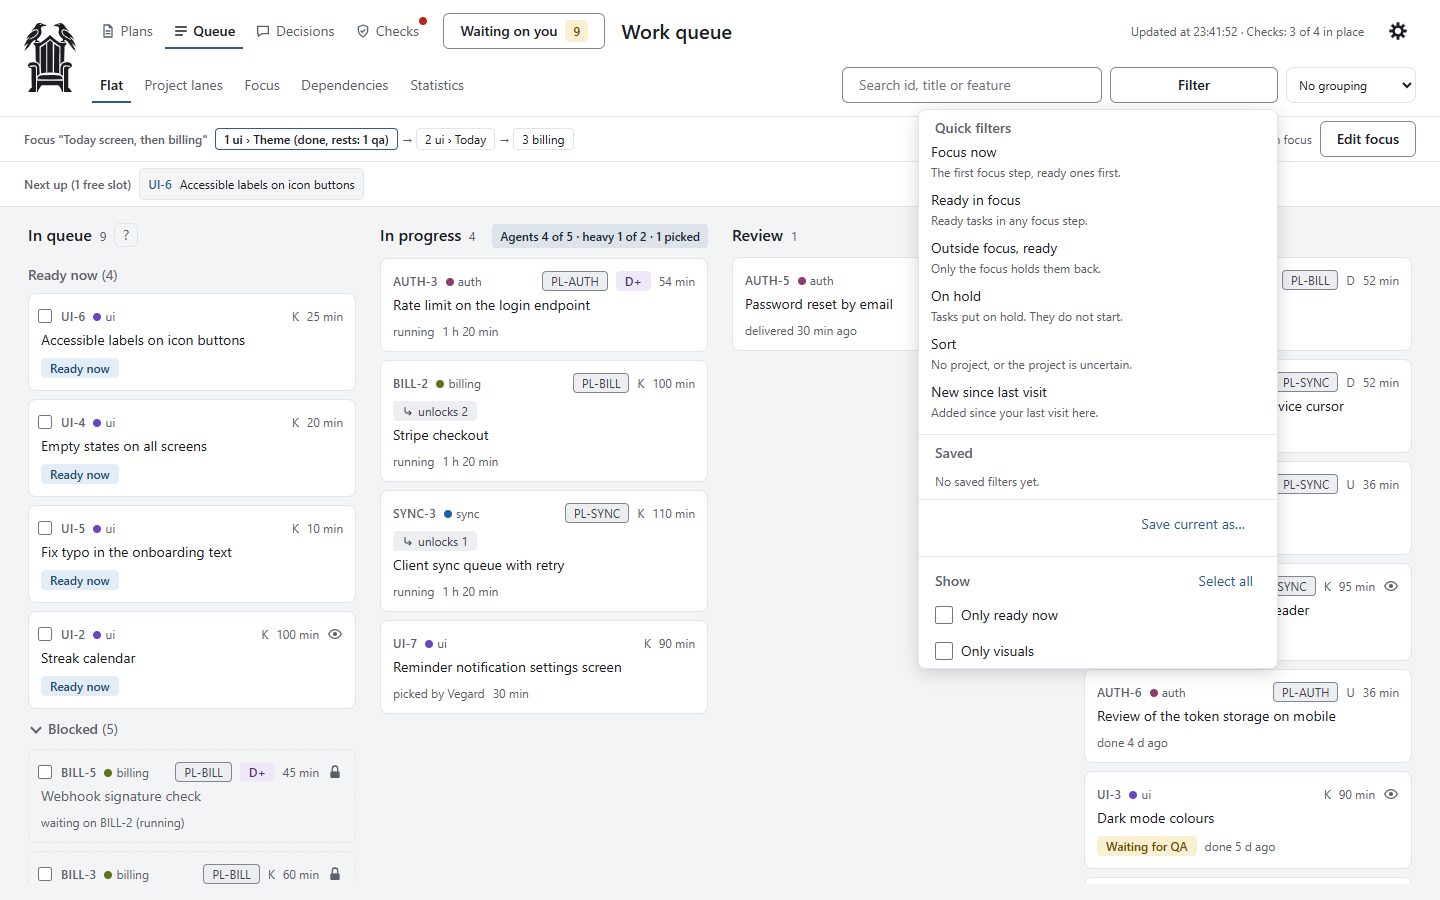 Plans
Queue
Decisions
Checks
Waiting on you 9
Work queue
Updated at 23:41:52 · Checks: 3 of 4 in place
Flat
Project lanes
Focus
Dependencies
Statistics
Search id, title or feature
Filter
No grouping
Focus "Today screen, then billing"
1 ui › Theme (done, rests: 1 qa)
→
2 ui › Today
→
3 billing
focus
Edit focus
Next up (1 free slot)
UI-6 Accessible labels on icon buttons
In queue 9 ?
Ready now (4)
UI-6 ui K 25 min
Accessible labels on icon buttons
Ready now
UI-4 ui K 20 min
Empty states on all screens
Ready now
UI-5 ui K 10 min
Fix typo in the onboarding text
Ready now
UI-2 ui K 100 min
Streak calendar
Ready now
Blocked (5)
BILL-5 billing PL-BILL D+ 45 min
Webhook signature check
waiting on BILL-2 (running)
BILL-3 billing PL-BILL K 60 min
In progress 4
Agents 4 of 5 · heavy 1 of 2 · 1 picked
AUTH-3 auth PL-AUTH D+ 54 min
Rate limit on the login endpoint
running 1 h 20 min
BILL-2 billing PL-BILL K 100 min
↳ unlocks 2
Stripe checkout
running 1 h 20 min
SYNC-3 sync PL-SYNC K 110 min
↳ unlocks 1
Client sync queue with retry
running 1 h 20 min
UI-7 ui K 90 min
Reminder notification settings screen
picked by Vegard 30 min
Review 1
AUTH-5 auth
Password reset by email
delivered 30 min ago
Quick filters
Focus now
The first focus step, ready ones first.
Ready in focus
Ready tasks in any focus step.
Outside focus, ready
Only the focus holds them back.
On hold
Tasks put on hold. They do not start.
Sort
No project, or the project is uncertain.
New since last visit
Added since your last visit here.
Saved
No saved filters yet.
Save current as...
Show
Select all
Only ready now
Only visuals
PL-BILL D 52 min
PL-SYNC D 52 min
vice cursor
PL-SYNC U 36 min
SYNC K 95 min
eader
AUTH-6 auth PL-AUTH U 36 min
Review of the token storage on mobile
done 4 d ago
UI-3 ui K 90 min
Dark mode colours
Waiting for QA done 5 d ago